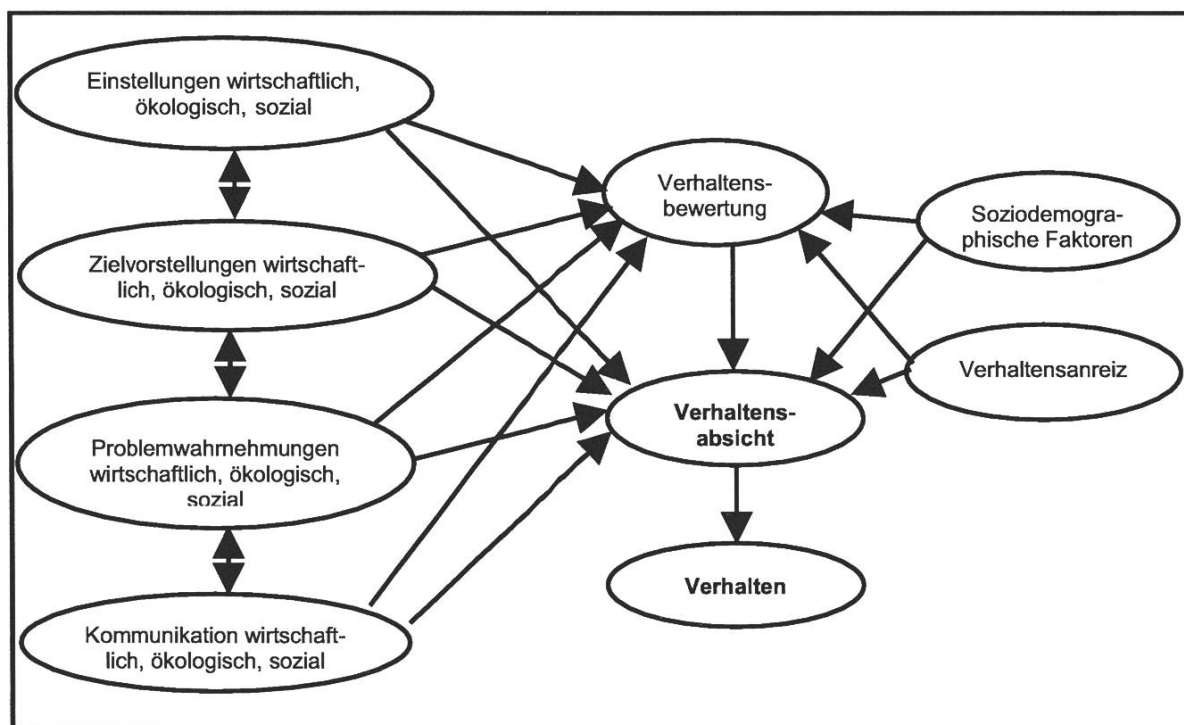 Einstellungen wirtschaftlich,
ökologisch, sozial
Zielvorstellungen wirtschaft-
lich, ökologisch, sozial
Problemwahrnehmungen
wirtschaftlich, ökologisch,
sozial
Kommunikation wirtschaft-
lich, ökologisch, sozial
Verhaltens-
bewertung
Verhaltens-
absicht
Verhalten
Soziodemogra-
phische Faktoren
Verhaltensanreiz